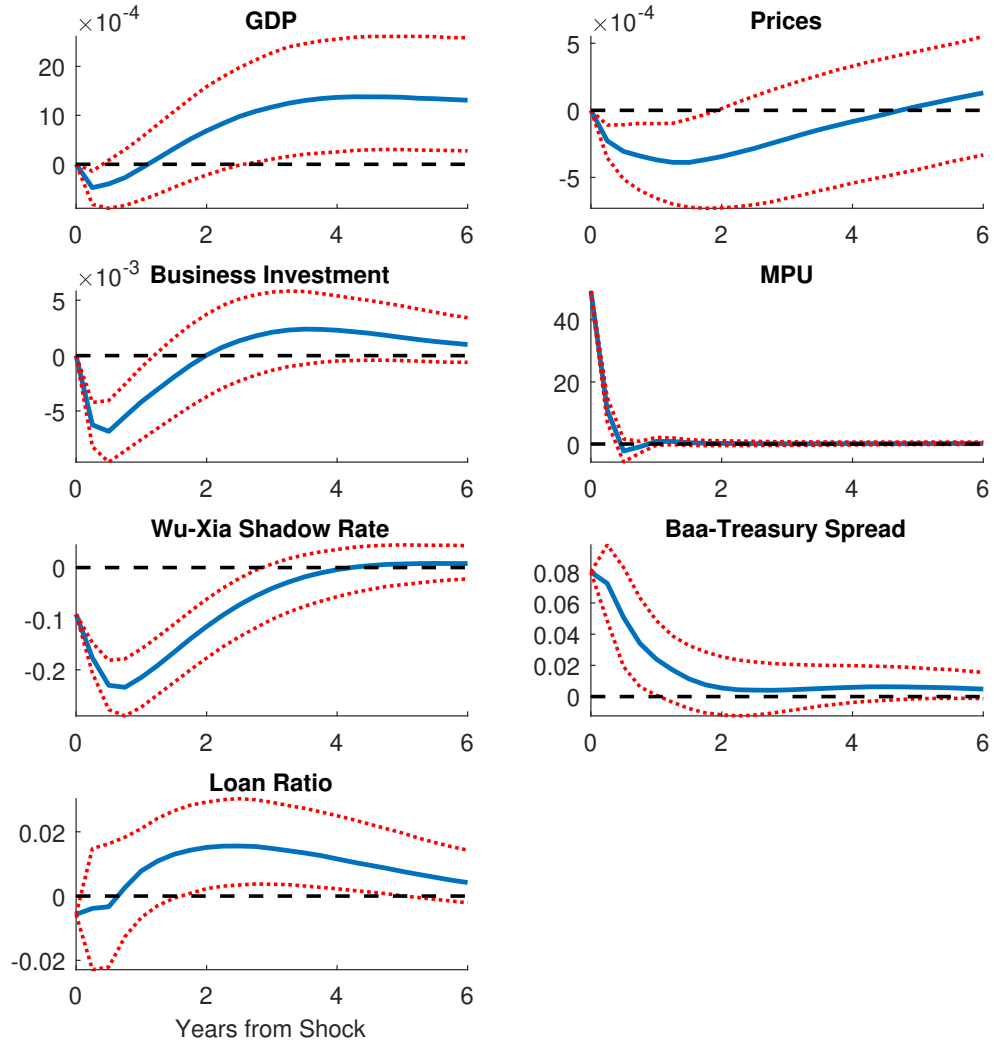 GDP
×10^-4
20
10
0
0 2 4 6
Prices
×10^-4
5
0
-5
0 2 4 6
Business Investment
×10^-3
5
0
-5
0 2 4 6
MPU
40
20
0
0 2 4 6
Wu-Xia Shadow Rate
0
-0.1
-0.2
0 2 4 6
Baa-Treasury Spread
0.08
0.06
0.04
0.02
0
0 2 4 6
Loan Ratio
0.02
0
-0.02
0 2 4 6
Years from Shock